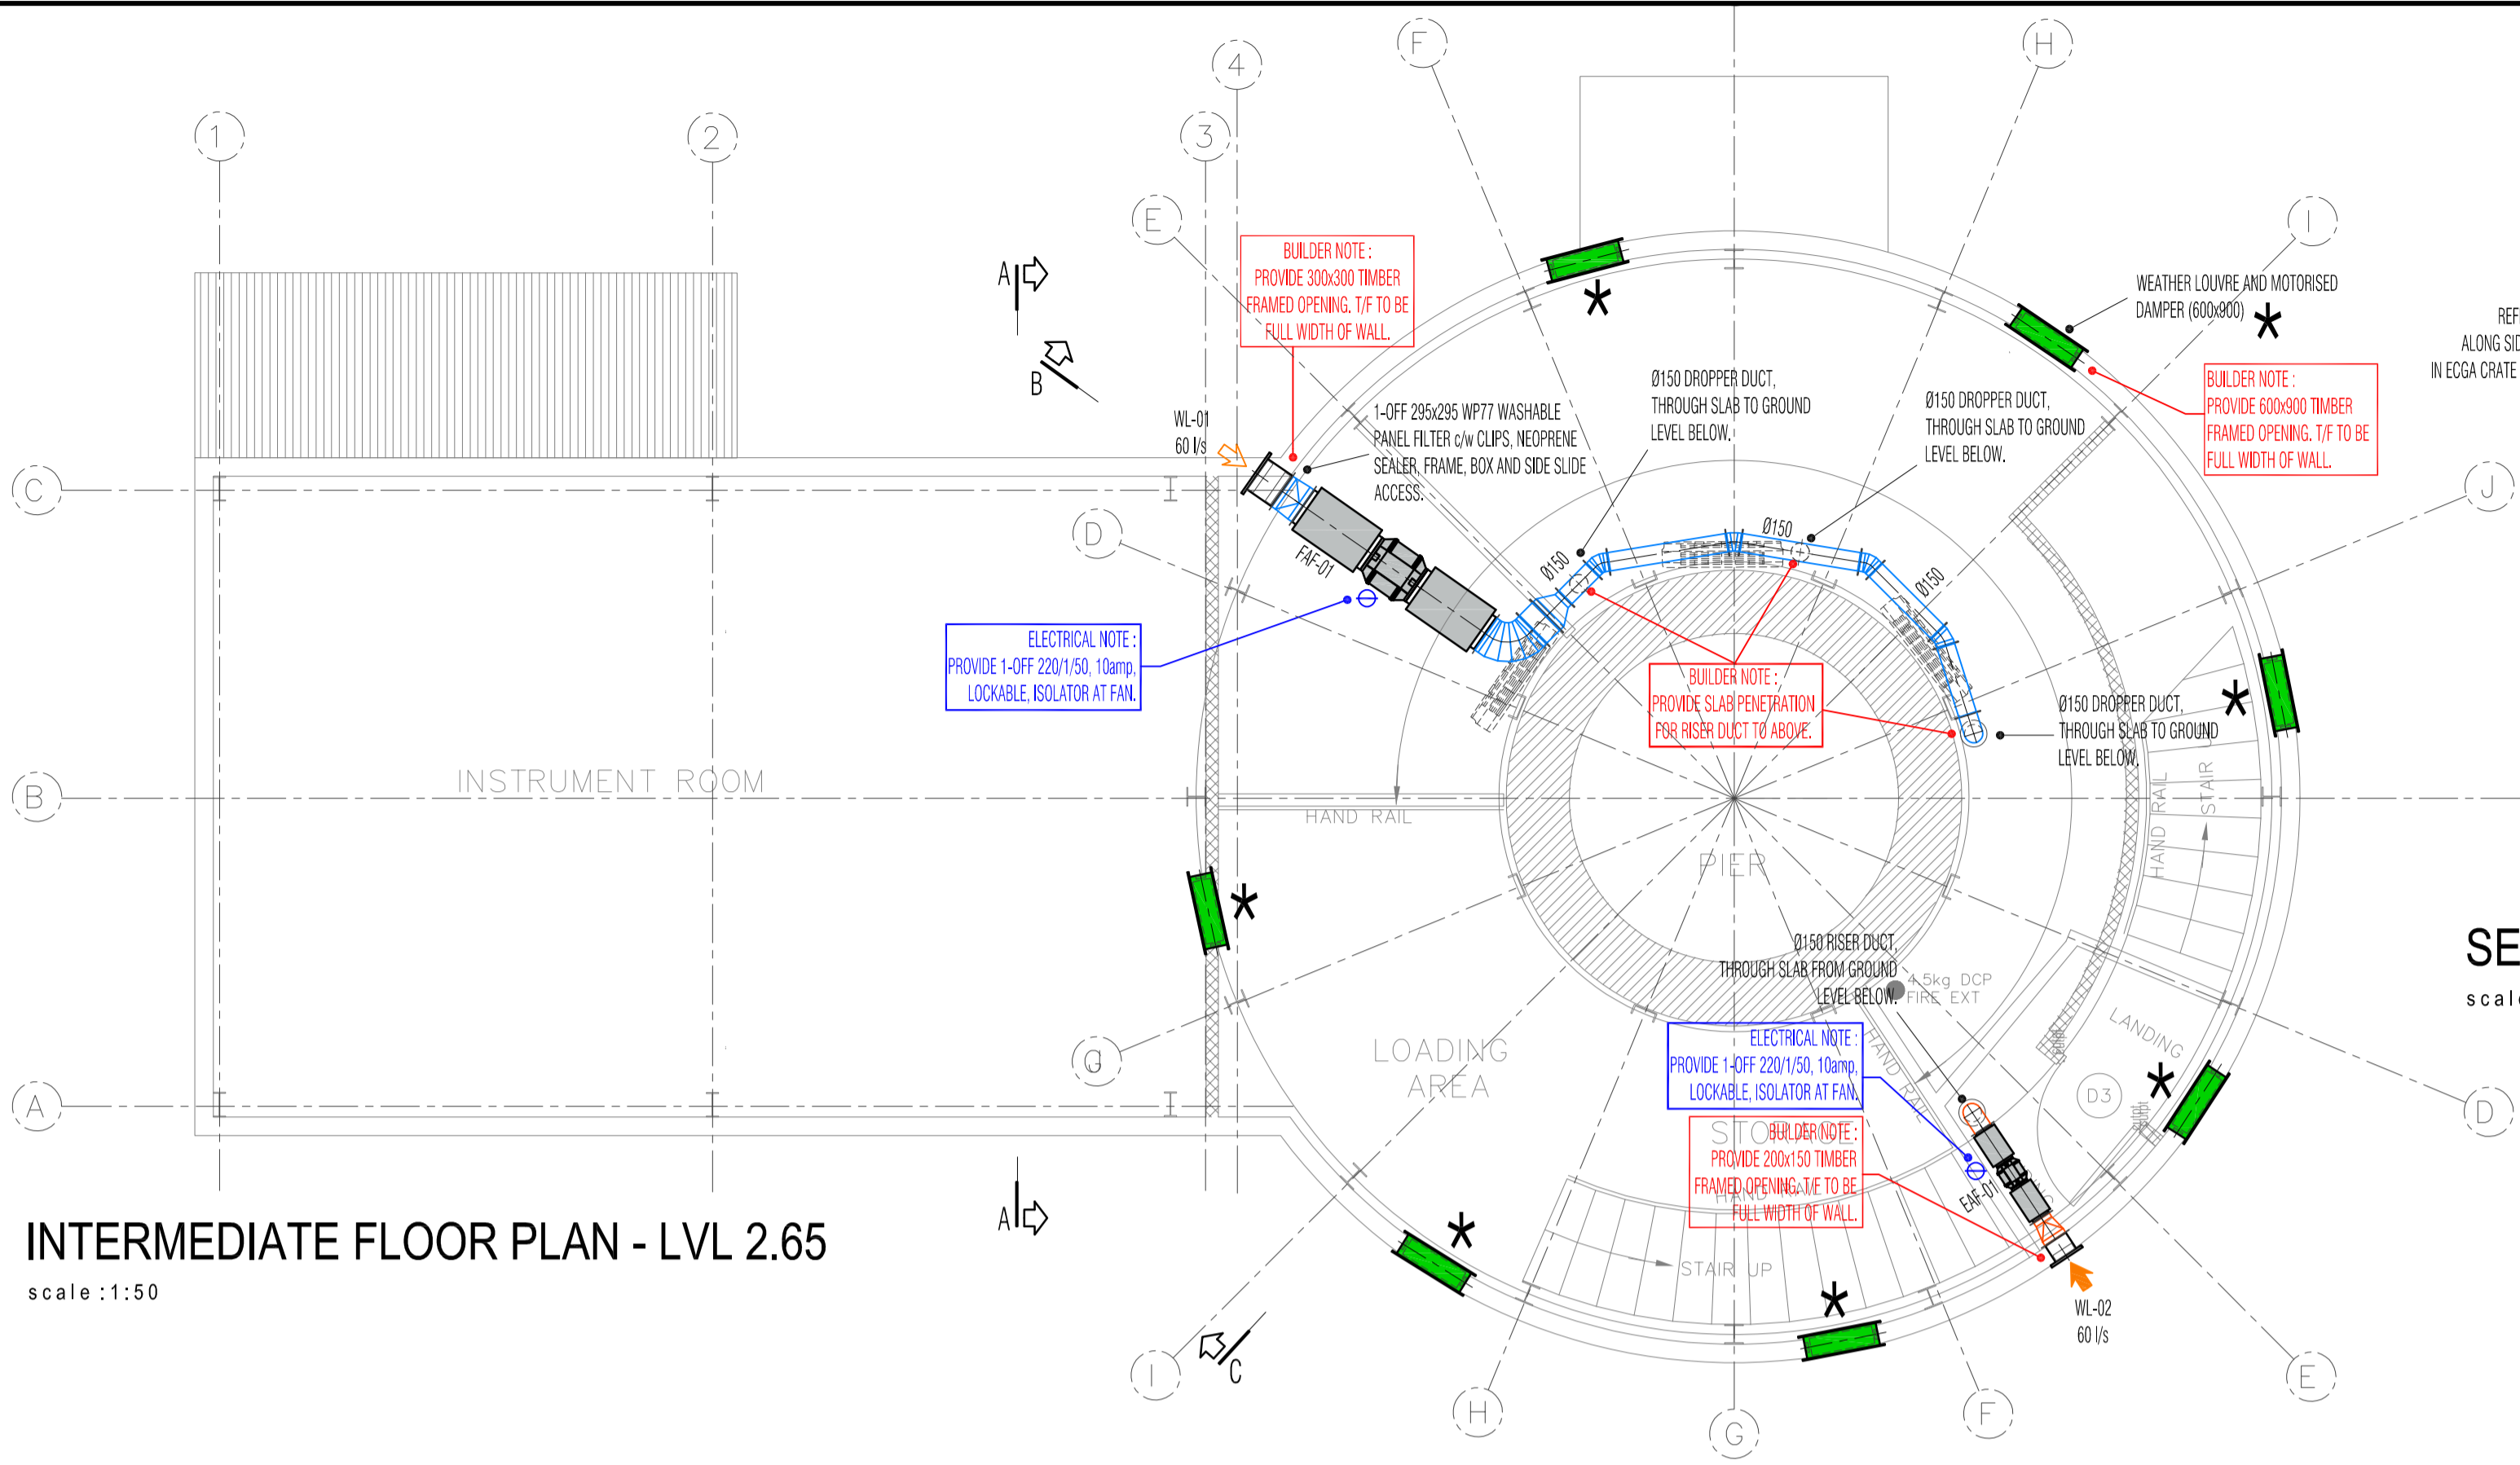 F
H
4
1
2
3
E
I
A
B
BUILDER NOTE :
PROVIDE 300x300 TIMBER
FRAMED OPENING. T/F TO BE
FULL WIDTH OF WALL.
WEATHER LOUVRE AND MOTORISED
DAMPER (600x900)
*
*
REF
ALONG SID
IN ECGA CRATE
BUILDER NOTE :
PROVIDE 600x900 TIMBER
FRAMED OPENING. T/F TO BE
FULL WIDTH OF WALL.
WL-01
60 l/s
1-OFF 295x295 WP77 WASHABLE
PANEL FILTER c/w CLIPS, NEOPRENE
SEALER, FRAME, BOX AND SIDE SLIDE
ACCESS.
Ø150 DROPPER DUCT,
THROUGH SLAB TO GROUND
LEVEL BELOW.
Ø150 DROPPER DUCT,
THROUGH SLAB TO GROUND
LEVEL BELOW.
C
D
J
FAF-01
Ø150
Ø150
Ø150
ELECTRICAL NOTE :
PROVIDE 1-OFF 220/1/50, 10amp,
LOCKABLE, ISOLATOR AT FAN.
BUILDER NOTE :
PROVIDE SLAB PENETRATION
FOR RISER DUCT TO ABOVE.
Ø150 DROPPER DUCT,
THROUGH SLAB TO GROUND
LEVEL BELOW.
*
B
INSTRUMENT ROOM
HAND RAIL
HAND RAIL
STAIR UP
PIER
*
Ø150 RISER DUCT,
THROUGH SLAB FROM GROUND
LEVEL BELOW.
4.5kg DCP
FIRE EXT
SE
scal
LOADING
AREA
ELECTRICAL NOTE :
PROVIDE 1-OFF 220/1/50, 10amp,
LOCKABLE, ISOLATOR AT FAN.
HAND RAIL
LANDING
*
D3
A
D
STORAGE
BUILDER NOTE :
PROVIDE 200x150 TIMBER
FRAMED OPENING. T/F TO BE
FULL WIDTH OF WALL.
HAND RAIL
EAF-01
A
*
STAIR UP
*
WL-02
60 l/s
INTERMEDIATE FLOOR PLAN - LVL 2.65
scale :1:50
C
I
H
G
F
E